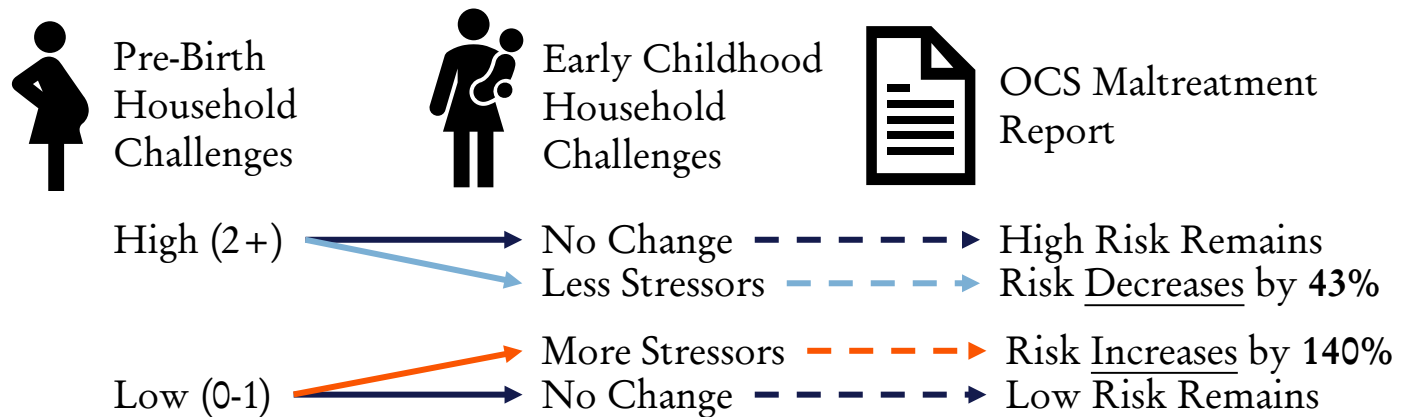 Pre-Birth
Household
Challenges
Early Childhood
Household
Challenges
OCS Maltreatment
Report
High (2+)
No Change
High Risk Remains
Less Stressors
Risk Decreases by 43%
More Stressors
Risk Increases by 140%
Low (0-1)
No Change
Low Risk Remains